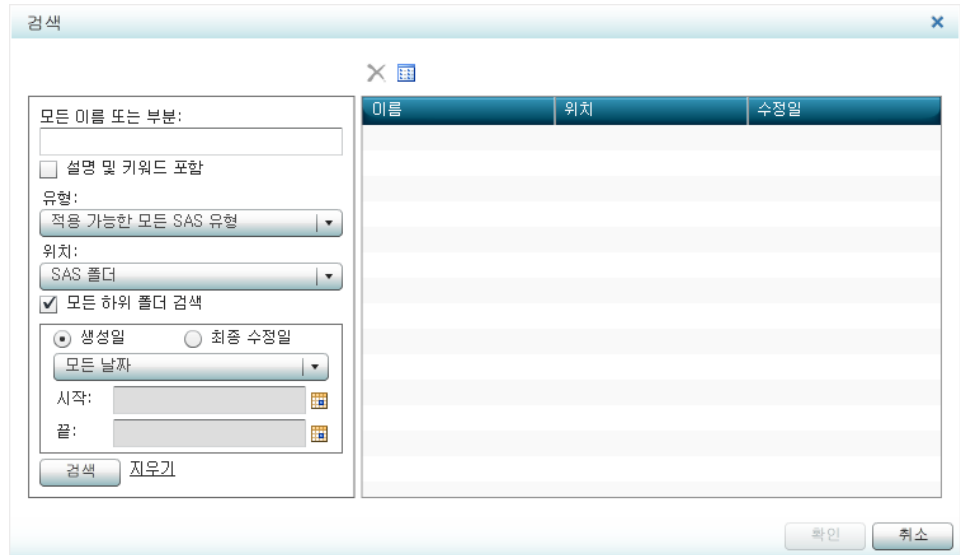 검색
모든 이름 또는 부분:
설명 및 키워드 포함
유형:
적용 가능한 모든 SAS 유형
위치:
SAS 폴더
모든 하위 폴더 검색
생성일 최종 수정일
모든 날짜
시작:
끝:
검색 지우기
이름 위치 수정일
확인 취소